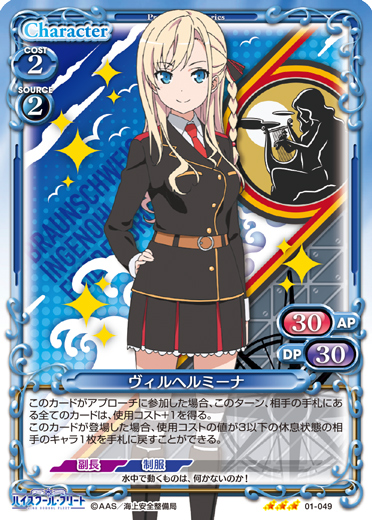 Character
COST
2
SOURCE
2
BRAUNSCHWEI
INGENOHL
30 AP
DP 30
ヴィルヘルミーナ
このカードがアプローチに参加した場合、このターン、相手の手札にある全てのカードは、使用コスト+1を得る。
このカードが登場した場合、使用コストの値が3以下の休息状態の相手のキャラ1枚を手札に戻すことができる。
副長 制服
水中で動くものは、何かないのか!
ハイスクール・フリート
©AAS/海上安全整備局
01-049